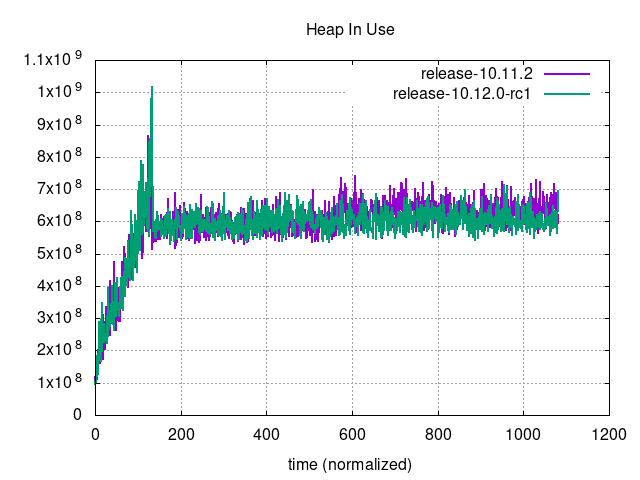 Heap In Use
1.1x10 9
1x10 9
9x10 8
8x10 8
7x10 8
6x10 8
5x10 8
4x10 8
3x10 8
2x10 8
1x10 8
0
release-10.11.2
release-10.12.0-rc1
0 200 400 600 800 1000 1200
time (normalized)